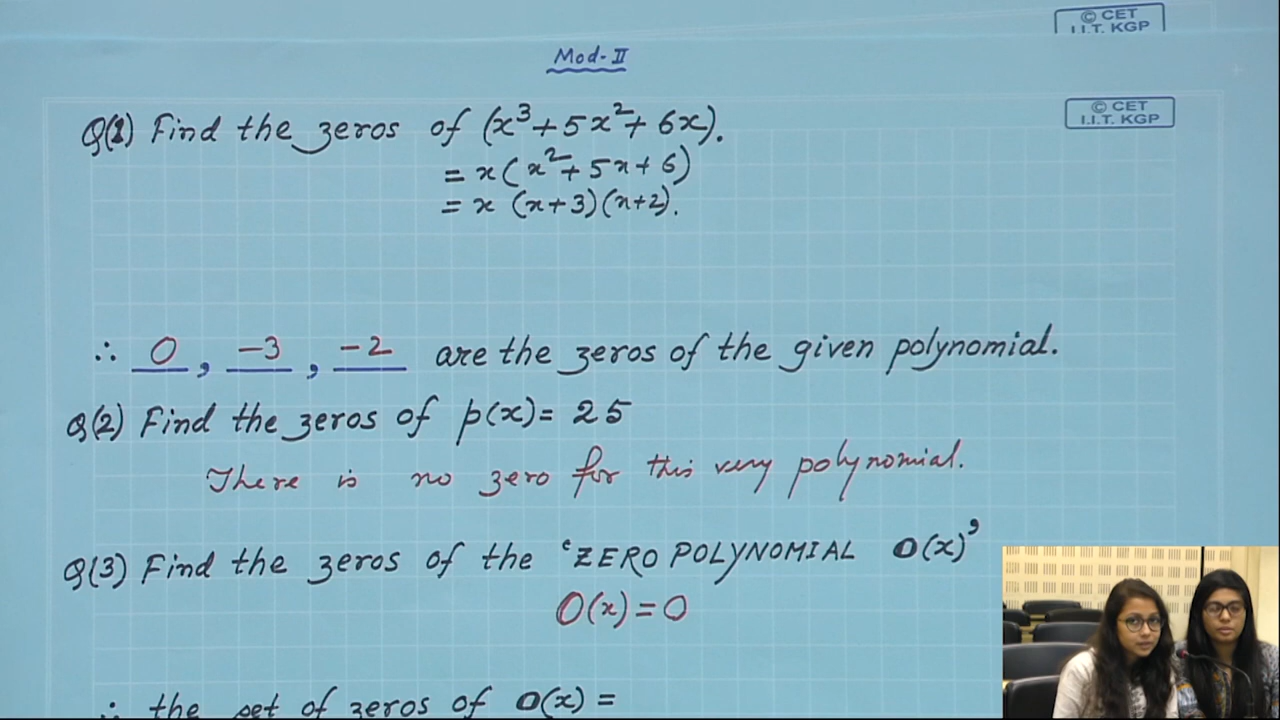 © CET
I.I.T. KGP
Mod-II
© CET
I.I.T. KGP
Q(1) Find the zeros of (x³+5x²+6x).
= x(x²+5x+6)
= x (x+3)(x+2).
∴ 0, -3, -2 are the zeros of the given polynomial.
Q(2) Find the zeros of p(x)= 25
There is no zero for this very polynomial.
Q(3) Find the zeros of the 'ZERO POLYNOMIAL O(x)'
O(x)=0
∴ the set of zeros of O(x) =